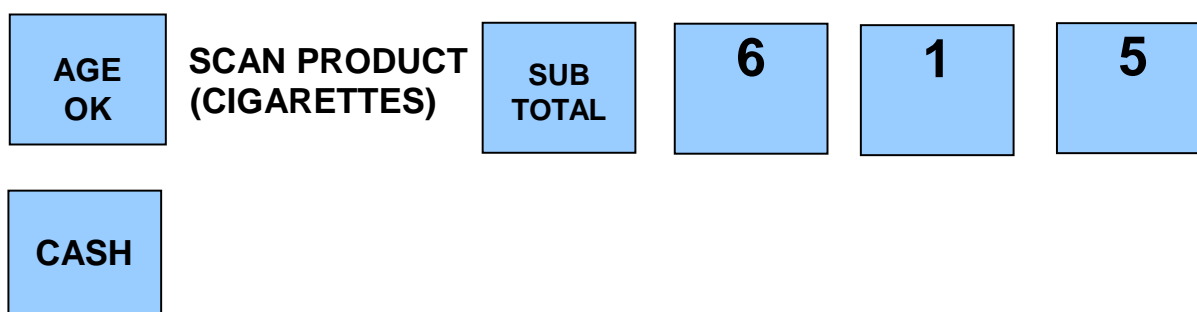 AGE
OK
SCAN PRODUCT
(CIGARETTES)
SUB
TOTAL
6
1
5
CASH